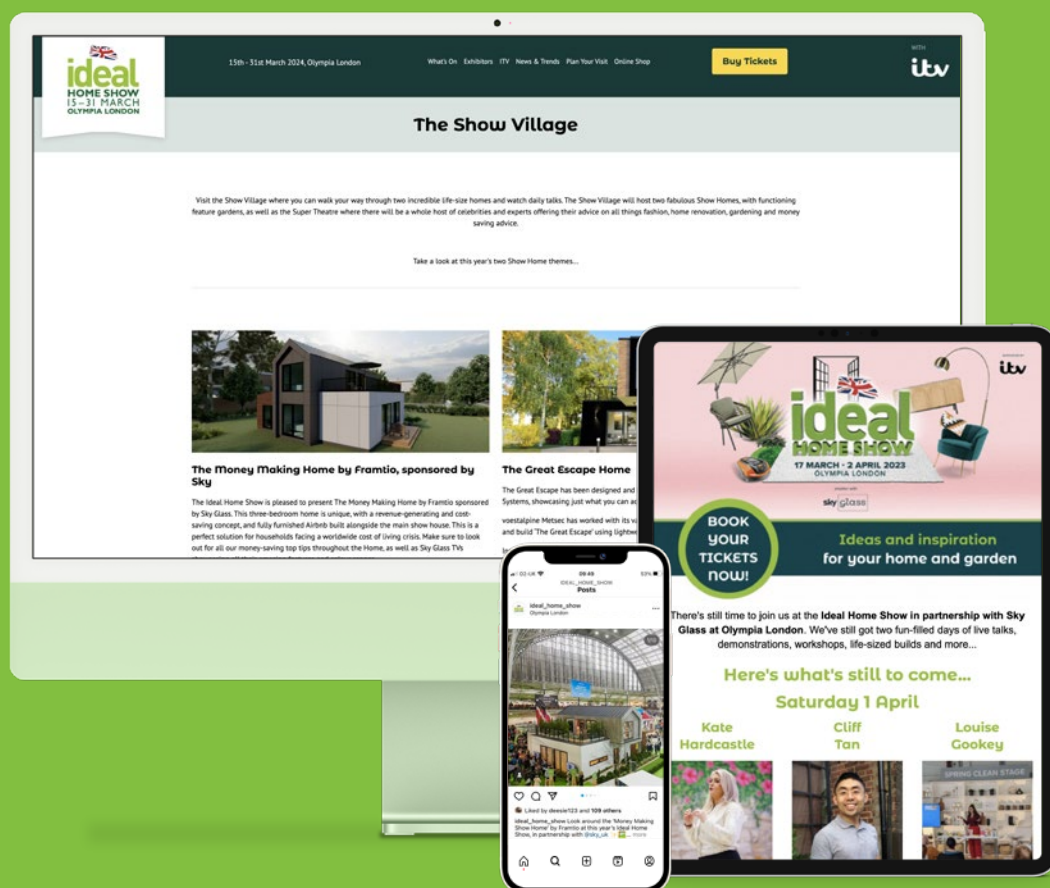 ideal
HOME SHOW
15-31 MARCH
OLYMPIA LONDON
15th - 31st March 2024, Olympia London
What's On Exhibitors ITV News & Trends Plan Your Visit Online Shop
Buy Tickets
WITH
itv
The Show Village
Visit the Show Village where you can walk your way through two incredible life-size homes and watch daily talks. The Show Village will host two fabulous Show Homes, with functioning
feature gardens, as well as the Super Theatre where there will be a whole host of celebrities and experts offering their advice on all things fashion, home renovation, gardening and money
saving advice.
Take a look at this year's two Show Home themes...
The Money Making Home by Framtio, sponsored by
Sky
The Ideal Home Show is pleased to present The Money Making Home by Framtio sponsored
by Sky Glass. This three-bedroom home is unique, with a revenue-generating and cost-
saving concept, and fully furnished Airbnb built alongside the main show house. This is a
perfect solution for households facing a worldwide cost of living crisis. Make sure to look
out for all our money-saving top tips throughout the Home, as well as Sky Glass TVs
The Great Escape Home
The Great Escape has been designed and
Systems, showcasing just what you can
voestalpine Metsec has worked with its
and build 'The Great Escape' using
itv
ideal
HOME SHOW
17 MARCH - 2 APRIL 2023
OLYMPIA LONDON
sky glass
BOOK
YOUR
TICKETS
NOW!
Ideas and inspiration
for your home and garden
There's still time to join us at the Ideal Home Show in partnership with Sky
Glass at Olympia London. We've still got two fun-filled days of live talks,
demonstrations, workshops, life-sized builds and more...
Here's what's still to come...
Saturday 1 April
Kate
Hardcastle
Cliff
Tan
Louise
Gookey
SPRING CLEAN STAGE
O2-UK 09:49 93%
IDEAL_HOME_SHOW
Posts
ideal_home_show
Olympia London
Liked by deesie123 and 109 others
ideal_home_show Look around the 'Money Making
Show Home' by Framtio at this year's Ideal Home
Show, in partnership with @sky_uk ... more